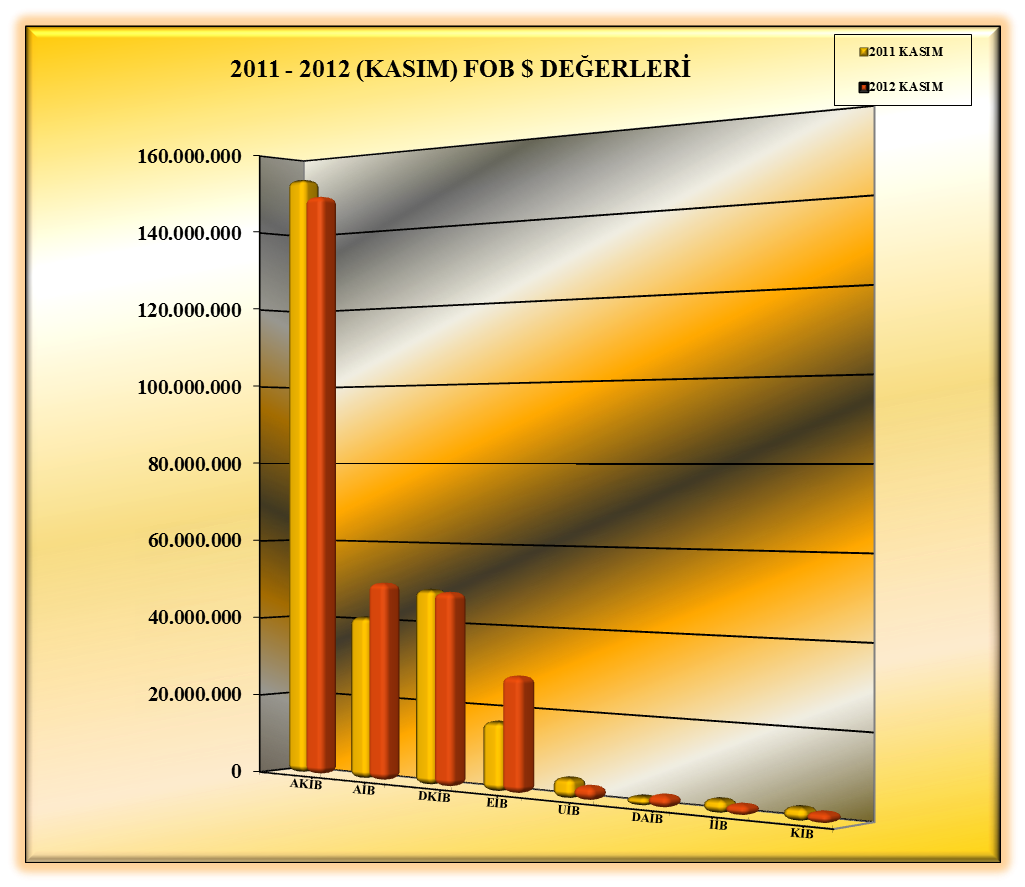 2011 - 2012 (KASIM) FOB $ DEĞERLERİ
2011 KASIM
2012 KASIM
160.000.000
140.000.000
120.000.000
100.000.000
80.000.000
60.000.000
40.000.000
20.000.000
0
AKİB
AİB
DKİB
EİB
UİB
DAİB
İİB
KİB